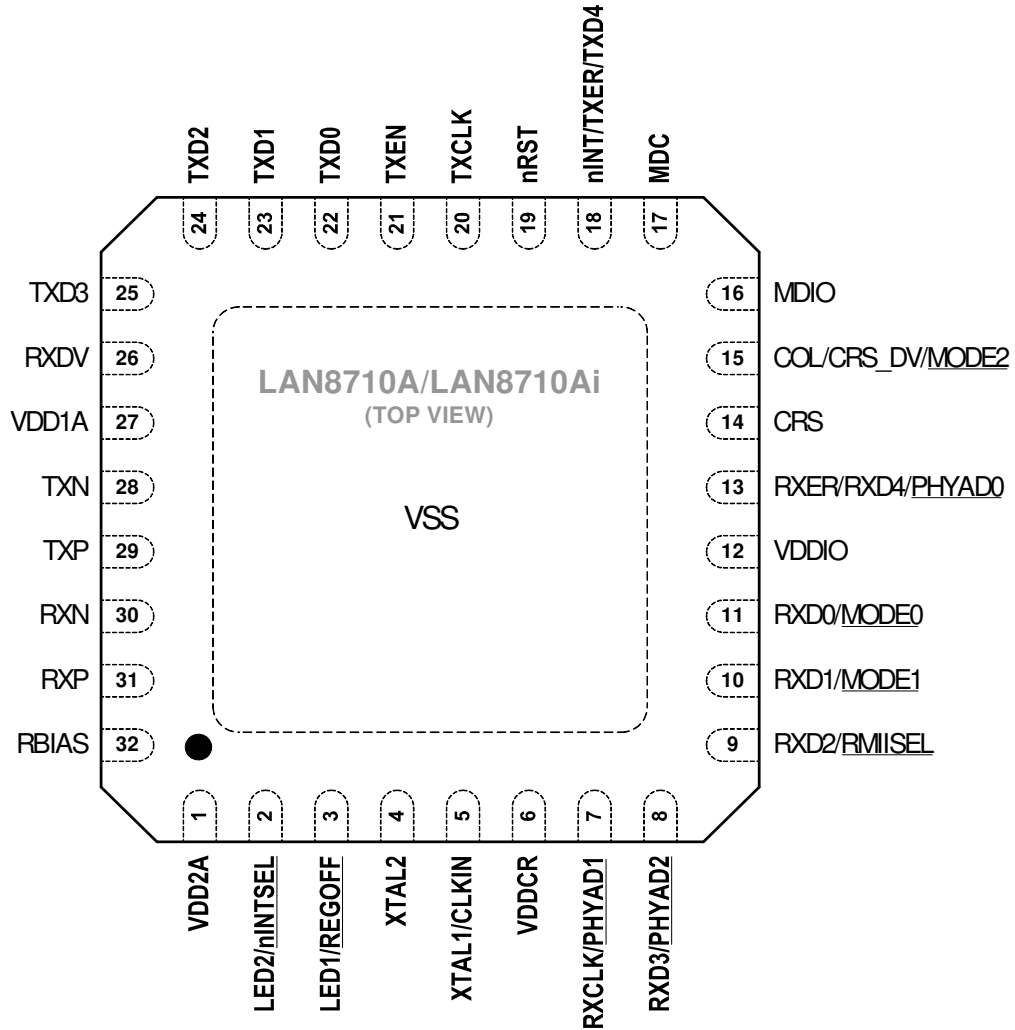 TXD2
TXD1
TXD0
TXEN
TXCLK
nRST
nINT/TXER/TXD4
MDC
24
23
22
21
20
19
18
17
TXD3 25
RXDV 26
VDD1A 27
TXN 28
TXP 29
RXN 30
RXP 31
RBIAS 32
LAN8710A/LAN8710Ai
(TOP VIEW)
VSS
16 MDIO
15 COL/CRS_DV/MODE2
14 CRS
13 RXER/RXD4/PHYAD0
12 VDDIO
11 RXD0/MODE0
10 RXD1/MODE1
9 RXD2/RMIISEL
1
2
3
4
5
6
7
8
VDD2A
LED2/nINTSEL
LED1/REGOFF
XTAL2
XTAL1/CLKIN
VDDCR
RXCLK/PHYAD1
RXD3/PHYAD2